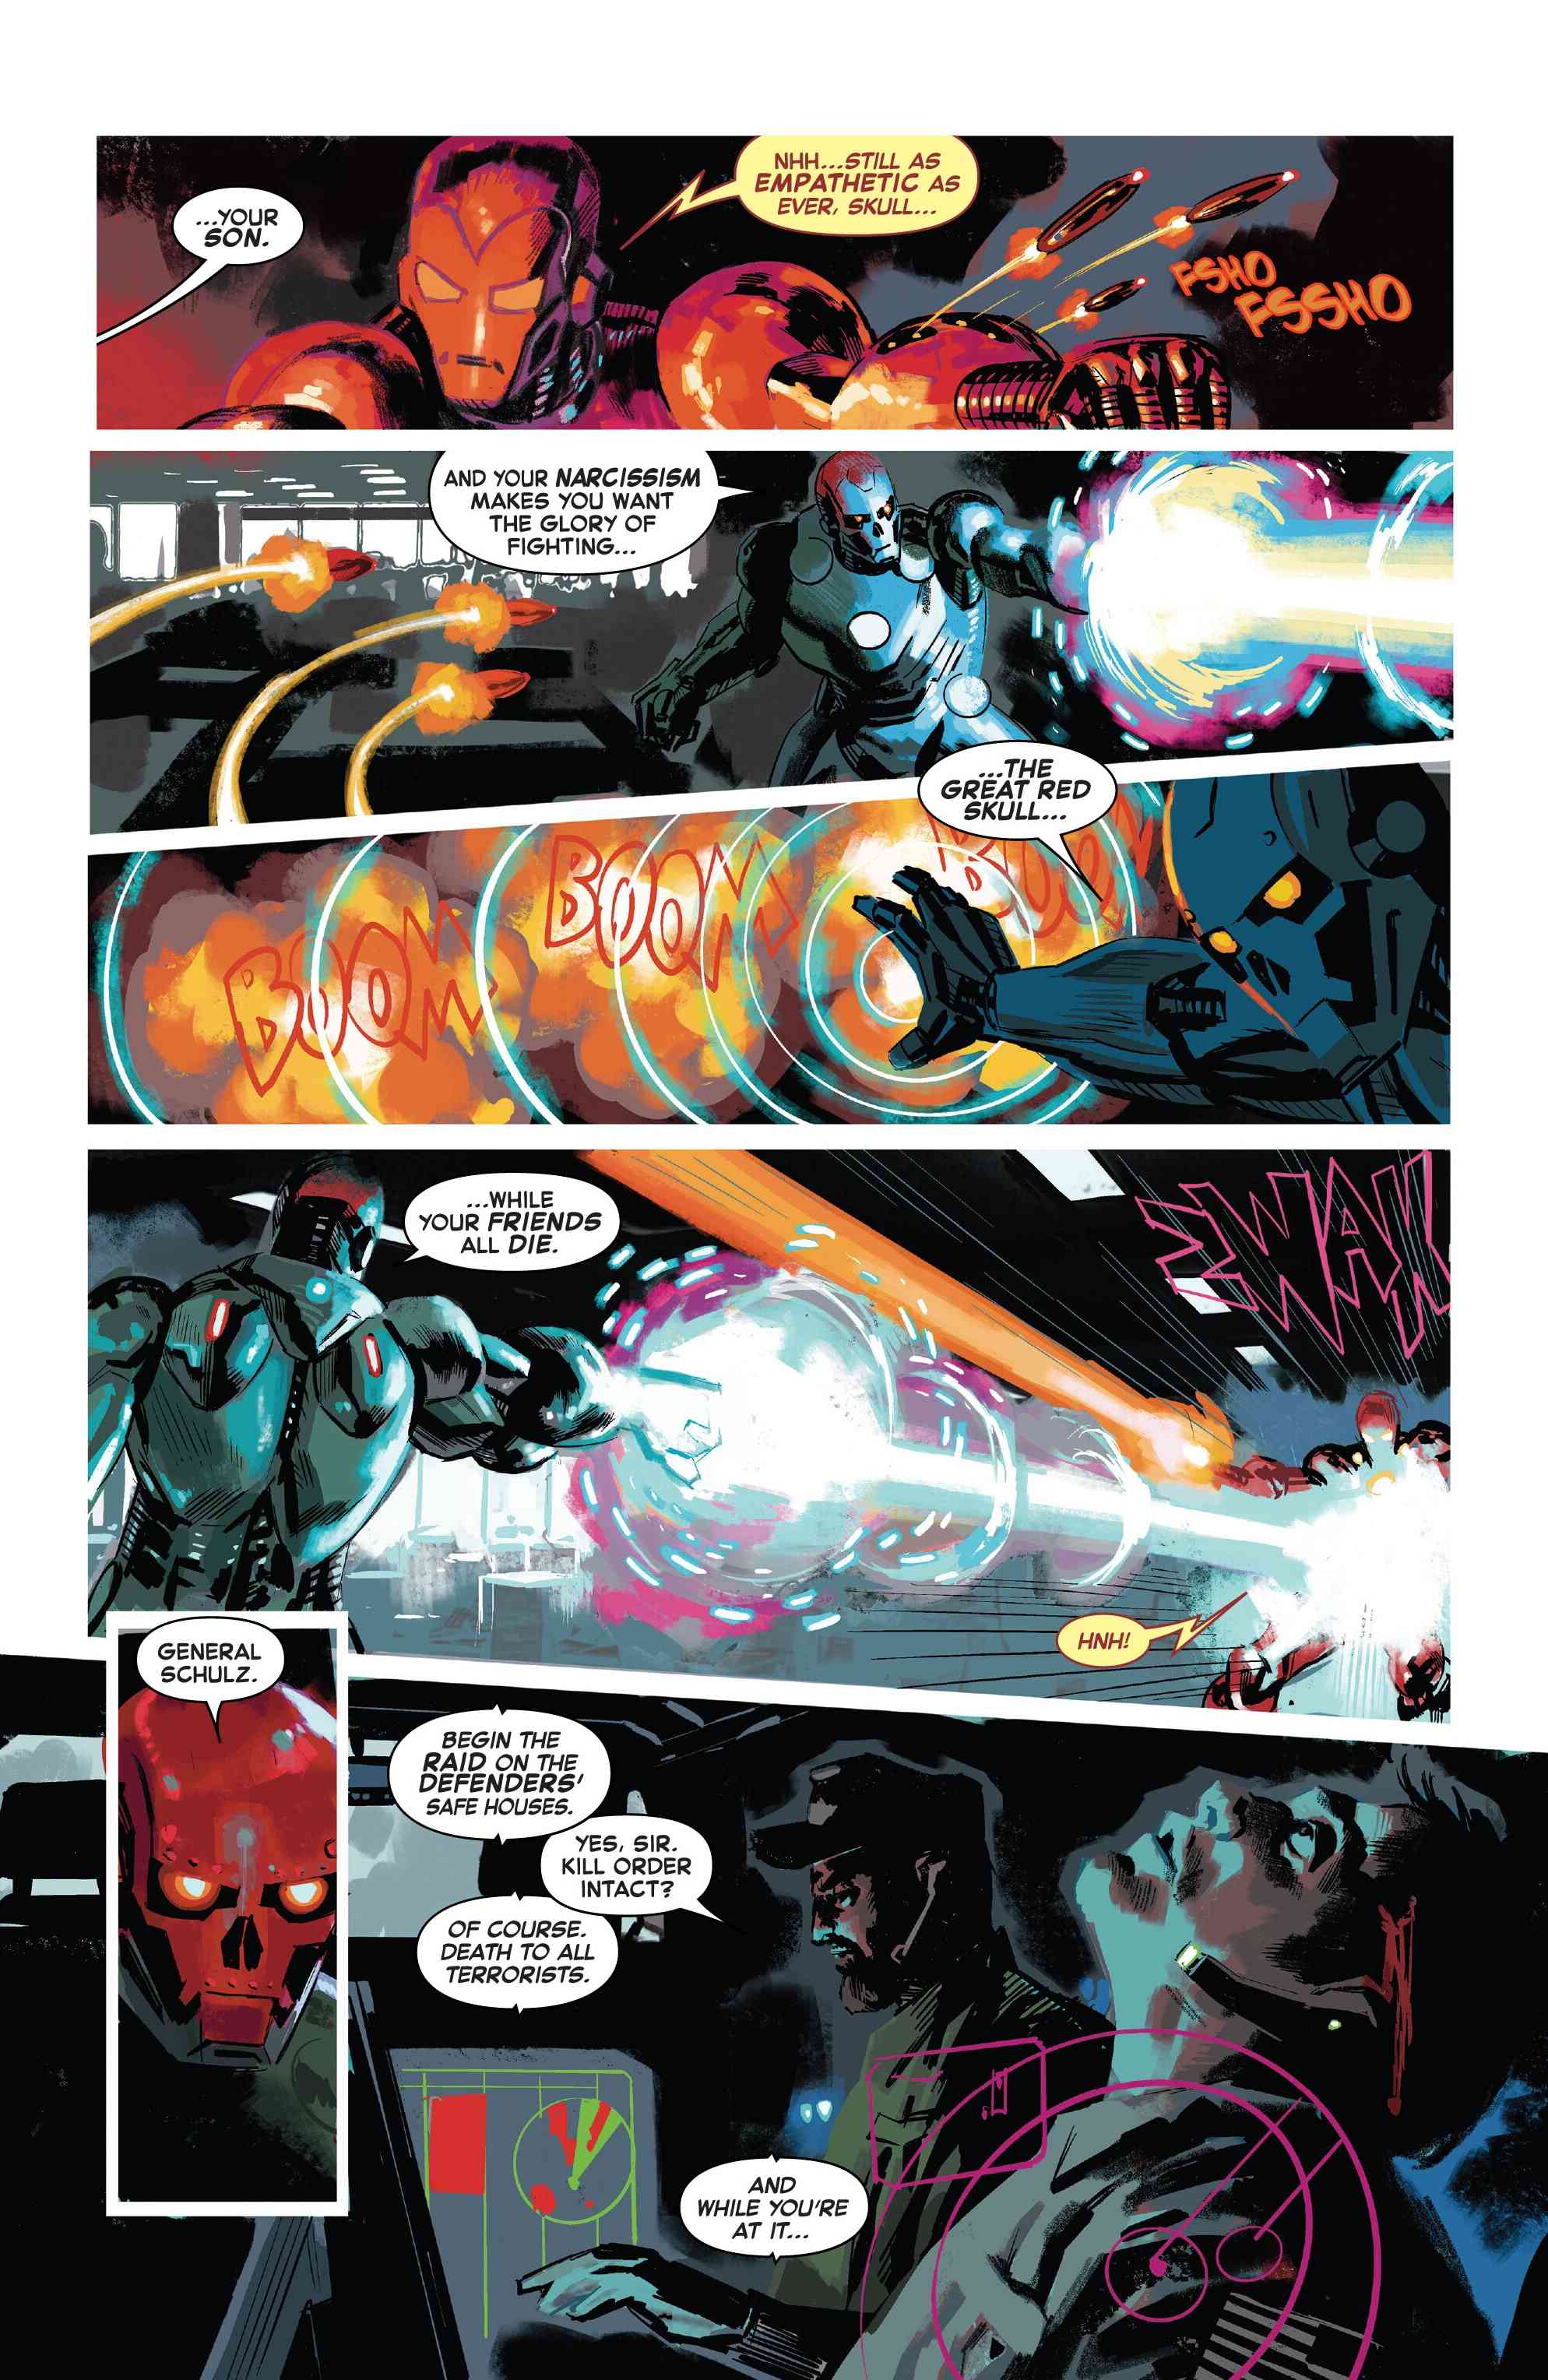 ...YOUR
SON.
NHH...STILL AS
EMPATHETIC AS
EVER, SKULL...
FSHO
FSSHO
AND YOUR NARCISSISM
MAKES YOU WANT
THE GLORY OF
FIGHTING...
...THE
GREAT RED
SKULL...
BOOM
BOOM
BOOM
...WHILE
YOUR FRIENDS
ALL DIE.
ZWAK
HNH!
GENERAL
SCHULZ.
BEGIN THE
RAID ON THE
DEFENDERS'
SAFE HOUSES.
YES, SIR.
KILL ORDER
INTACT?
OF COURSE.
DEATH TO ALL
TERRORISTS.
AND
WHILE YOU'RE
AT IT...